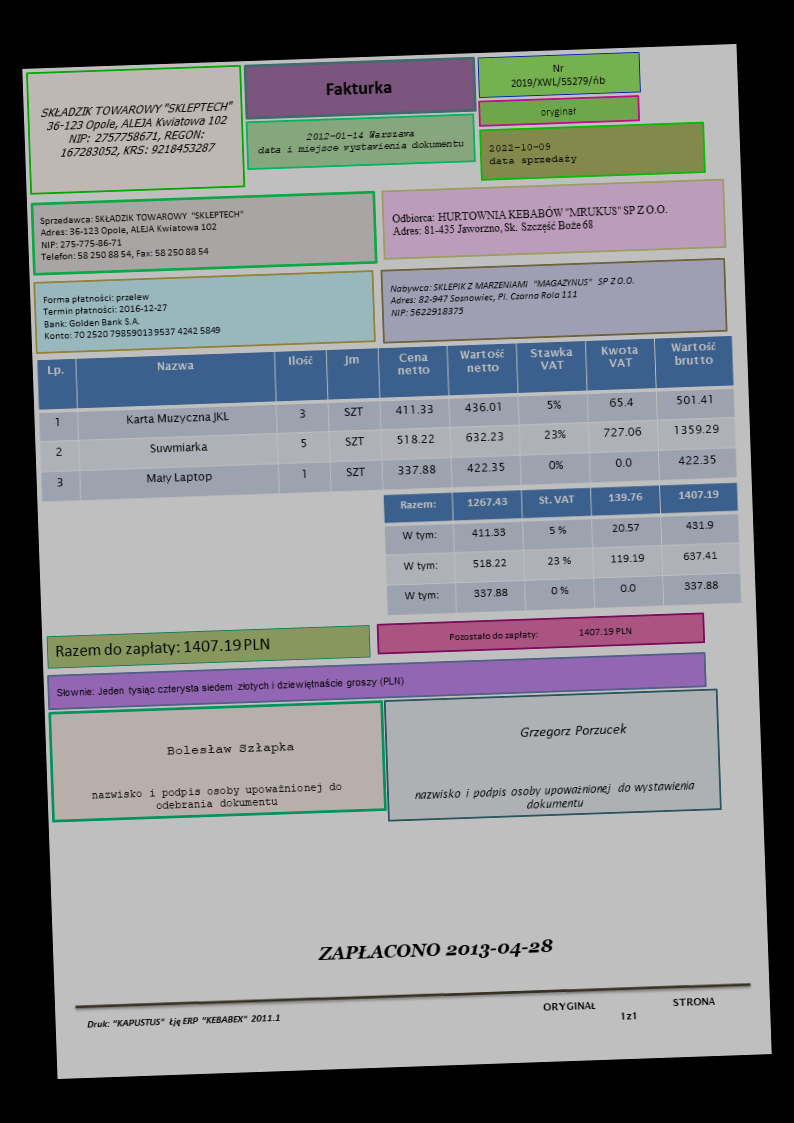 SKŁADZIK TOWAROWY "SKLEPTECH"
36-123 Opole, ALEJA Kwiatowa 102
NIP: 2757758671, REGON:
167283052, KRS: 9218453287
Fakturka
2012-01-14 Warszawa
data i miejsce wystawienia dokumentu
Nr
2019/XWL/55279/ńb
oryginał
2022-10-09
data sprzedaży
Sprzedawca: SKŁADZIK TOWAROWY "SKLEPTECH"
Adres: 36-123 Opole, ALEJA Kwiatowa 102
NIP: 275-775-86-71
Telefon: 58 250 88 54, Fax: 58 250 88 54
Odbiorca: HURTOWNIA KEBABÓW "MRUKUS" SP Z O.O.
Adres: 81-435 Jaworzno, Sk. Szczęść Boże 68
Forma płatności: przelew
Termin płatności: 2016-12-27
Bank: Golden Bank S.A.
Konto: 70 2520 7985 9013 9537 4242 5849
Nabywca: SKLEPIK Z MARZENIAMI "MAGAZYNUS" SP Z O.O.
Adres: 82-947 Sosnowiec, Pl. Czarna Rola 111
NIP: 5622918375
Lp. Nazwa Ilość Jm Cena netto Wartość netto Stawka VAT Kwota VAT Wartość brutto
1 Karta Muzyczna JKL 3 SZT 411.33 436.01 5% 65.4 501.41
2 Suwmiarka 5 SZT 518.22 632.23 23% 727.06 1359.29
3 Mały Laptop 1 SZT 337.88 422.35 0% 0.0 422.35
Razem: 1267.43 St. VAT 139.76 1407.19
W tym: 411.33 5 % 20.57 431.9
W tym: 518.22 23 % 119.19 637.41
W tym: 337.88 0 % 0.0 337.88
Razem do zapłaty: 1407.19 PLN
Pozostało do zapłaty: 1407.19 PLN
Słownie: Jeden tysiąc czterysta siedem złotych i dziewiętnaście groszy (PLN)
Bolesław Szłapka
nazwisko i podpis osoby upoważnionej do
odebrania dokumentu
Grzegorz Porzucek
nazwisko i podpis osoby upoważnionej do wystawienia
dokumentu
ZAPŁACONO 2013-04-28
Druk: "KAPUSTUS" Łję ERP "KEBABEX" 2011.1
ORYGINAŁ STRONA
1 z 1